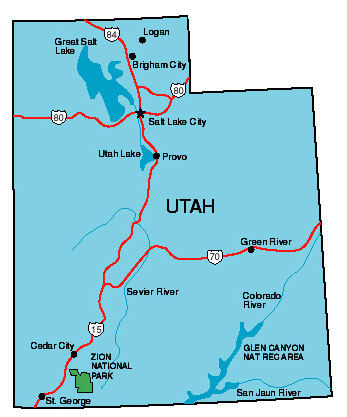 84
Logan
Great Salt
Lake
Brigham City
80
80
Salt Lake City
Utah Lake
Provo
UTAH
Green River
70
Sevier River
Colorado
River
15
Cedar City
ZION
NATIONAL
PARK
GLEN CANYON
NAT REC AREA
San Jaun River
St. George